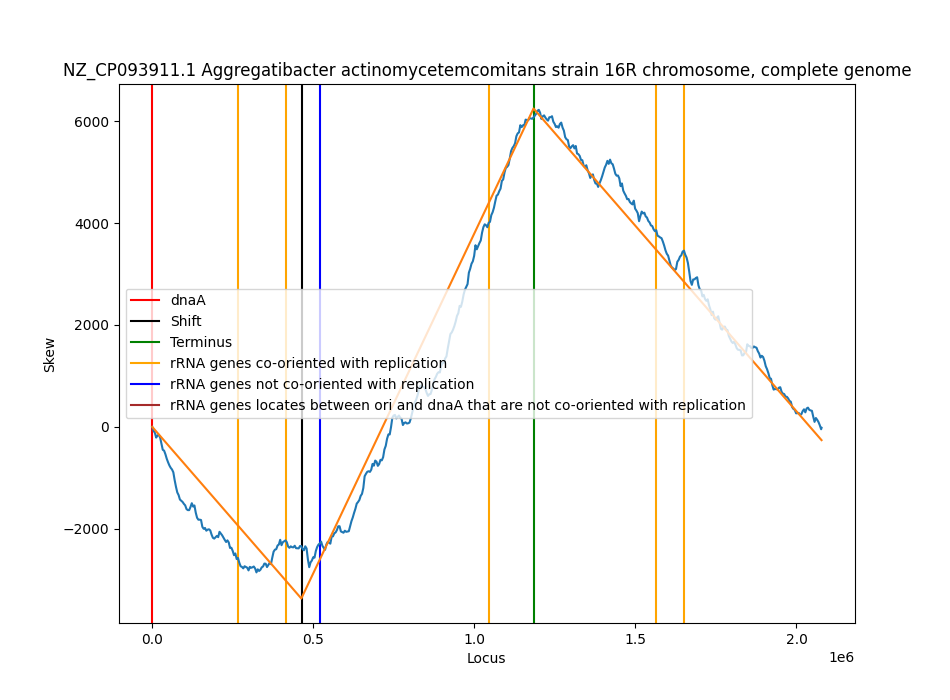 NZ_CP093911.1 Aggregatibacter actinomycetemcomitans strain 16R chromosome, complete genome
6000
4000
2000
0
−2000
Skew
dnaA
Shift
Terminus
rRNA genes co-oriented with replication
rRNA genes not co-oriented with replication
rRNA genes locates between ori and dnaA that are not co-oriented with replication
0.0
0.5
1.0
1.5
2.0
1e6
Locus